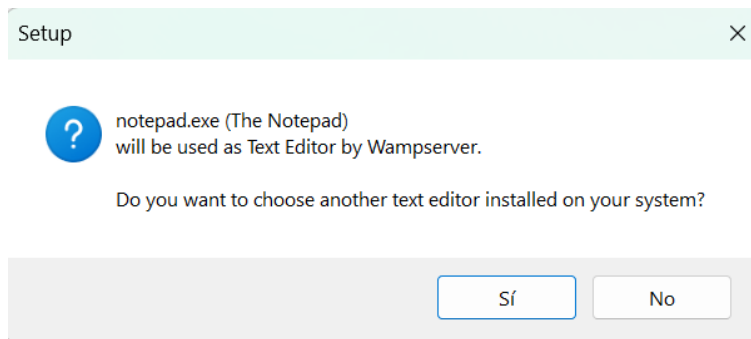 Setup
notepad.exe (The Notepad)
will be used as Text Editor by Wampserver.
Do you want to choose another text editor installed on your system?
Sí
No